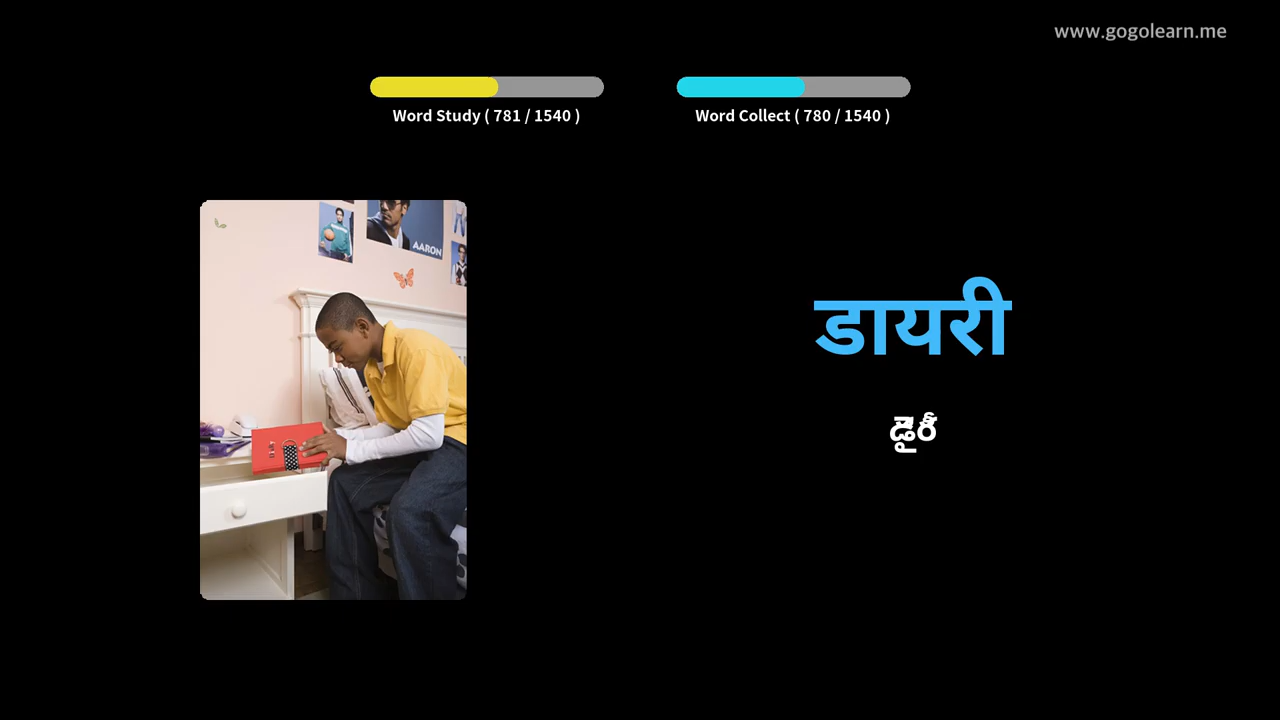 www.gogolearn.me
Word Study ( 781 / 1540 )
Word Collect ( 780 / 1540 )
AARON
डायरी
డైరీ